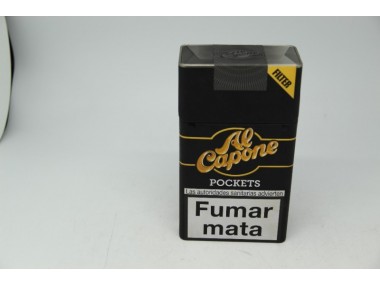 FILTER
Al
Capone
POCKETS
Las autoridades sanitarias advierten
Fumar
mata